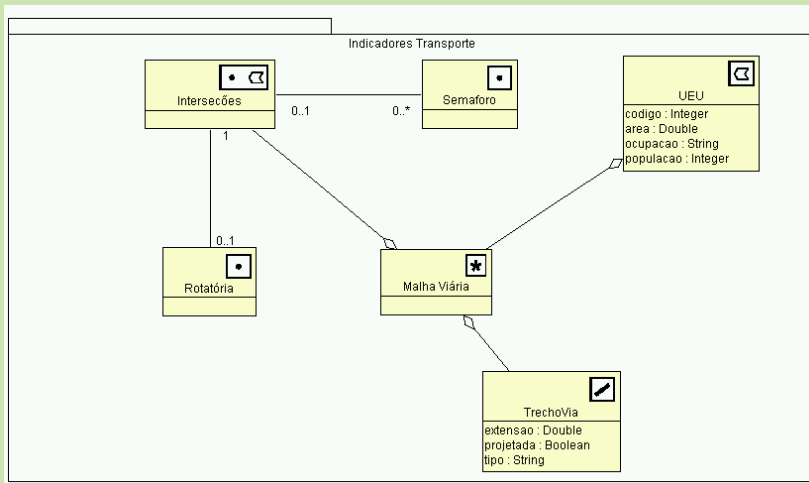 Indicadores Transporte
Intersecões
0..1
0..*
Semaforo
UEU
codigo : Integer
area : Double
ocupacao : String
populacao : Integer
1
0..1
Rotatória
Malha Viária
TrechoVia
extensao : Double
projetada : Boolean
tipo : String